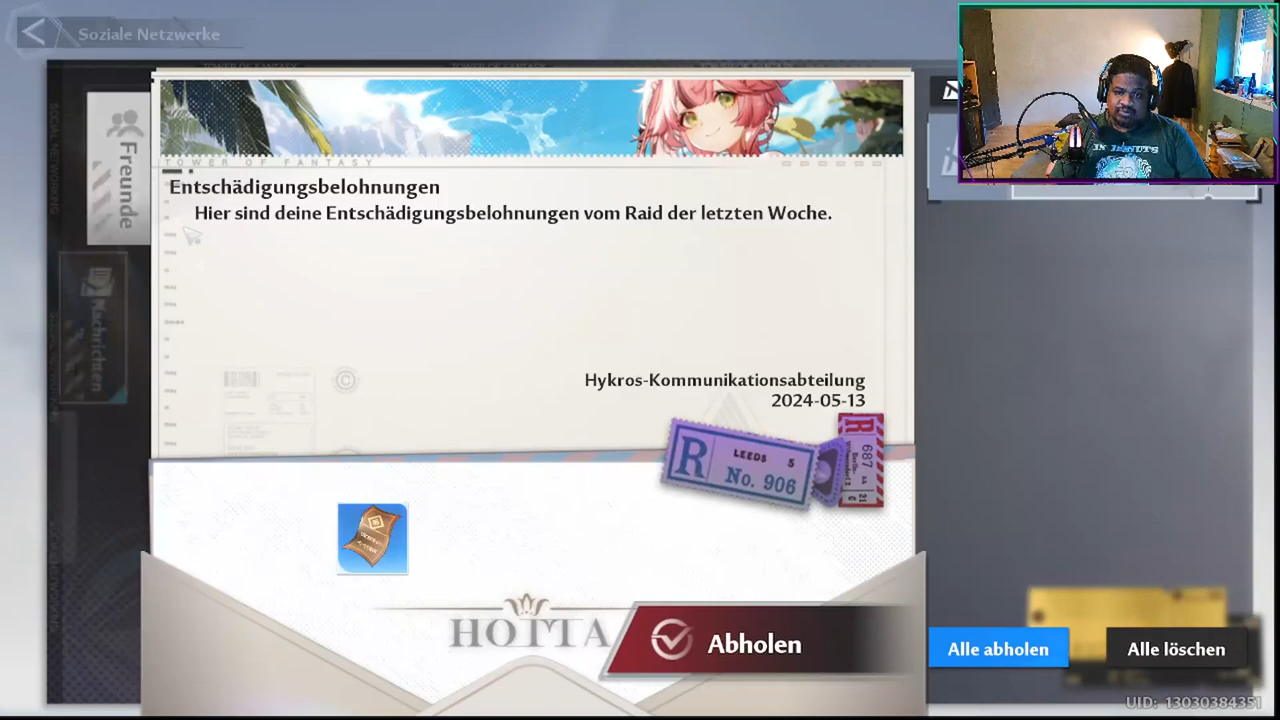 Soziale Netzwerke
TOWER OF FANTASY
Freunde
Nachrichten
Entschädigungsbelohnungen
Hier sind deine Entschädigungsbelohnungen vom Raid der letzten Woche.
Hykros-Kommunikationsabteilung
2024-05-13
R LEEDS 5
No. 906
R 687
HOTTA
Abholen
Alle abholen
Alle löschen
UID: 13030384351